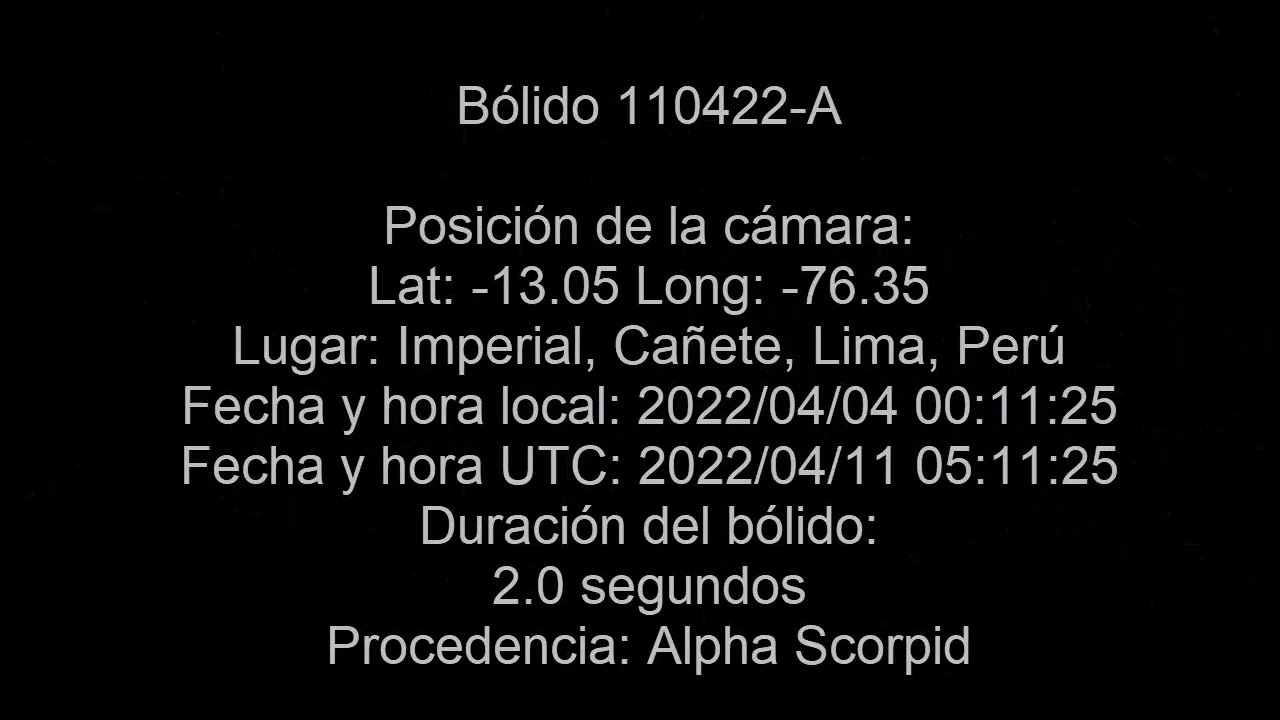 Bólido 110422-A
Posición de la cámara:
Lat: -13.05 Long: -76.35
Lugar: Imperial, Cañete, Lima, Perú
Fecha y hora local: 2022/04/04 00:11:25
Fecha y hora UTC: 2022/04/11 05:11:25
Duración del bólido:
2.0 segundos
Procedencia: Alpha Scorpid